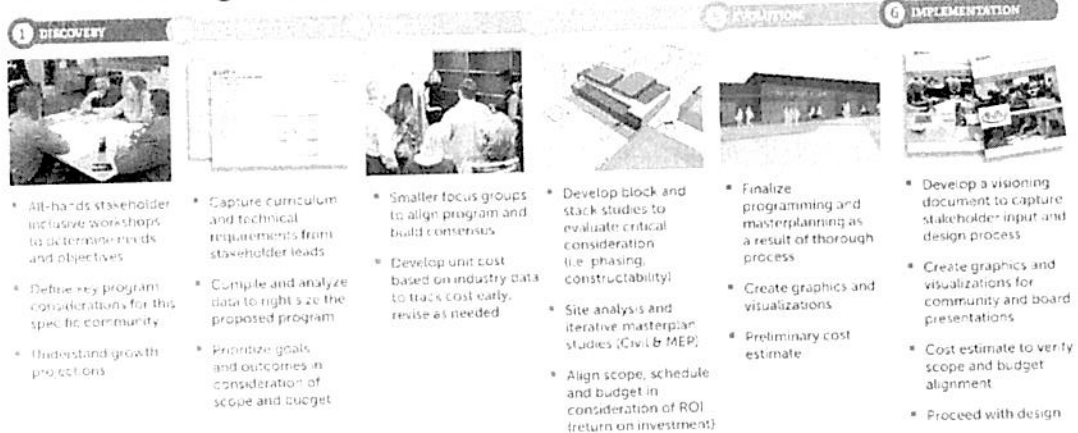 1 DISCOVERY
EVOLUTION
6 IMPLEMENTATION
• All-hands stakeholder
inclusive workshops
to determine needs
and objectives
• Define key program
considerations for this
specific community
• Understand growth
projections
• Capture curriculum
and technical
requirements from
stakeholder leads
• Compile and analyze
data to right size the
proposed program
• Prioritize goals
and outcomes in
consideration of
scope and budget
• Smaller focus groups
to align program and
build consensus
• Develop unit cost
based on industry data
to track cost early,
revise as needed
• Develop block and
stack studies to
evaluate critical
consideration
(i.e. phasing,
constructability)
• Site analysis and
iterative masterplan
studies (Civil & MEP)
• Align scope, schedule
and budget in
consideration of ROI
(return on investment)
• Finalize
programming and
masterplanning as
a result of thorough
process
• Create graphics and
visualizations
• Preliminary cost
estimate
• Develop a visioning
document to capture
stakeholder input and
design process
• Create graphics and
visualizations for
community and board
presentations
• Cost estimate to verify
scope and budget
alignment
• Proceed with design